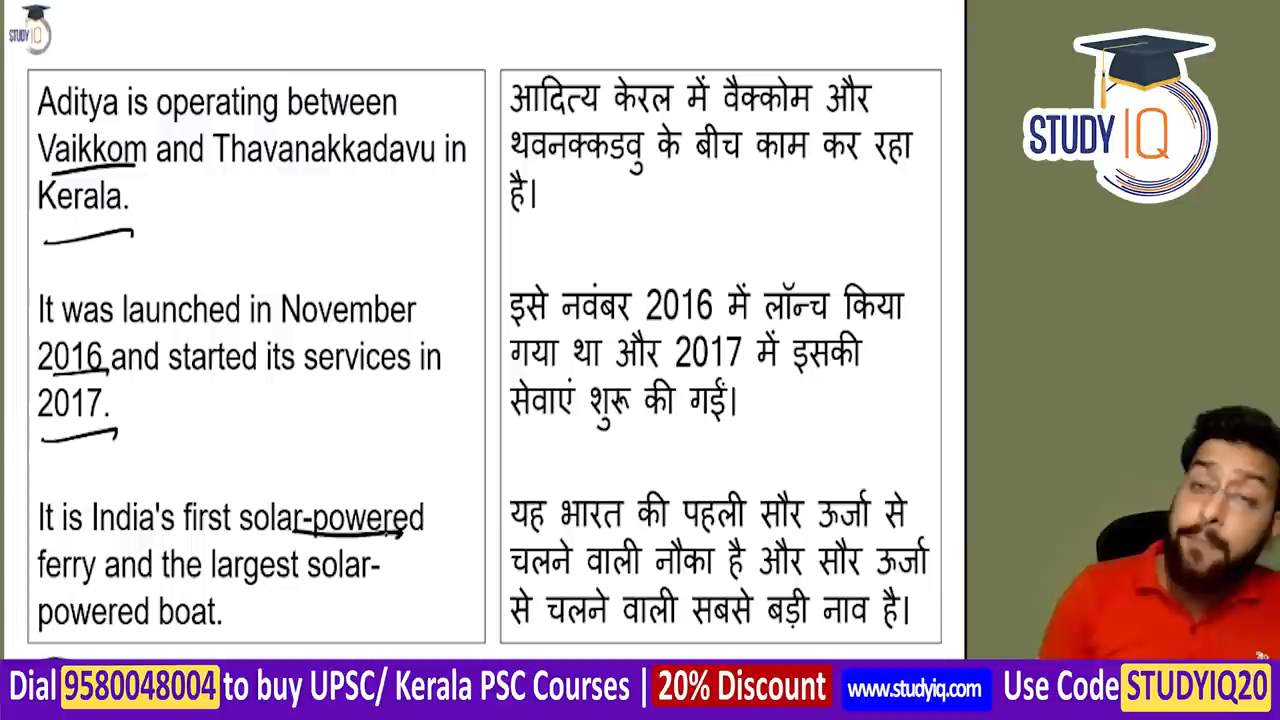 STUDY IQ
Aditya is operating between
Vaikkom and Thavanakkadavu in
Kerala.
It was launched in November
2016 and started its services in
2017.
It is India's first solar-powered
ferry and the largest solar-
powered boat.
आदित्य केरल में वैक्कोम और
थवनक्कडवु के बीच काम कर रहा
है।
इसे नवंबर 2016 में लॉन्च किया
गया था और 2017 में इसकी
सेवाएं शुरू की गईं।
यह भारत की पहली सौर ऊर्जा से
चलने वाली नौका है और सौर ऊर्जा
से चलने वाली सबसे बड़ी नाव है।
STUDY IQ
Dial 9580048004 to buy UPSC/ Kerala PSC Courses | 20% Discount www.studyiq.com Use Code STUDYIQ20